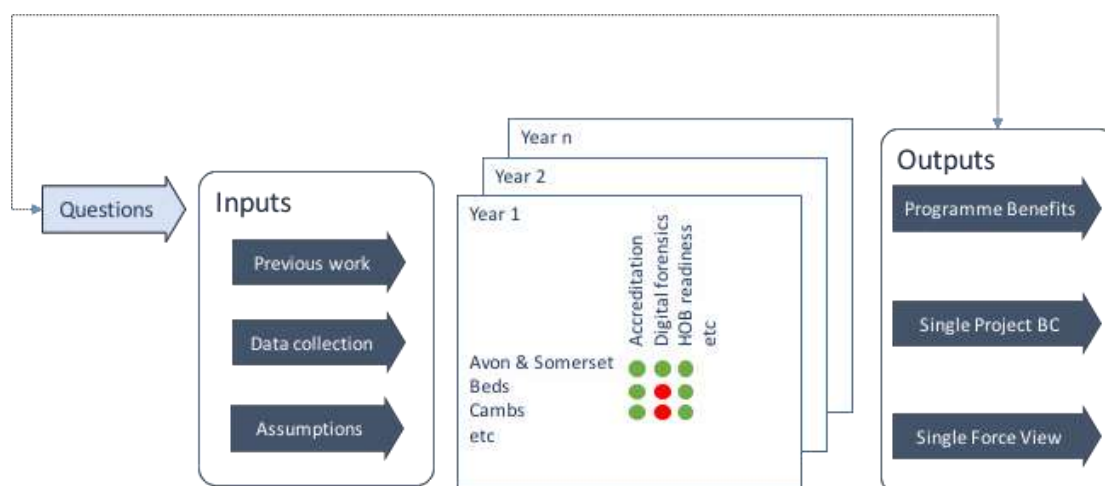 Questions
Inputs
Previous work
Data collection
Assumptions
Year n
Year 2
Year 1
Accreditation
Digital forensics
HOB readiness
etc
Avon & Somerset
Beds
Cambs
etc
Outputs
Programme Benefits
Single Project BC
Single Force View